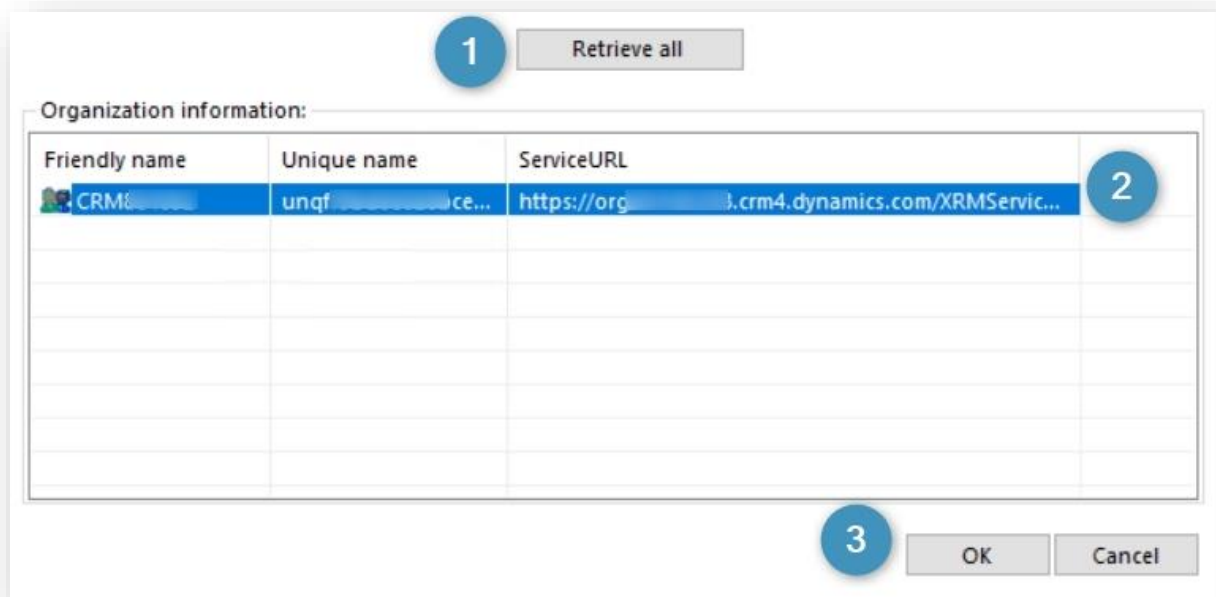 1 Retrieve all
Organization information:
Friendly name Unique name ServiceURL
CRM8 unqf ce... https://org .crm4.dynamics.com/XRMServic... 2
3 OK Cancel